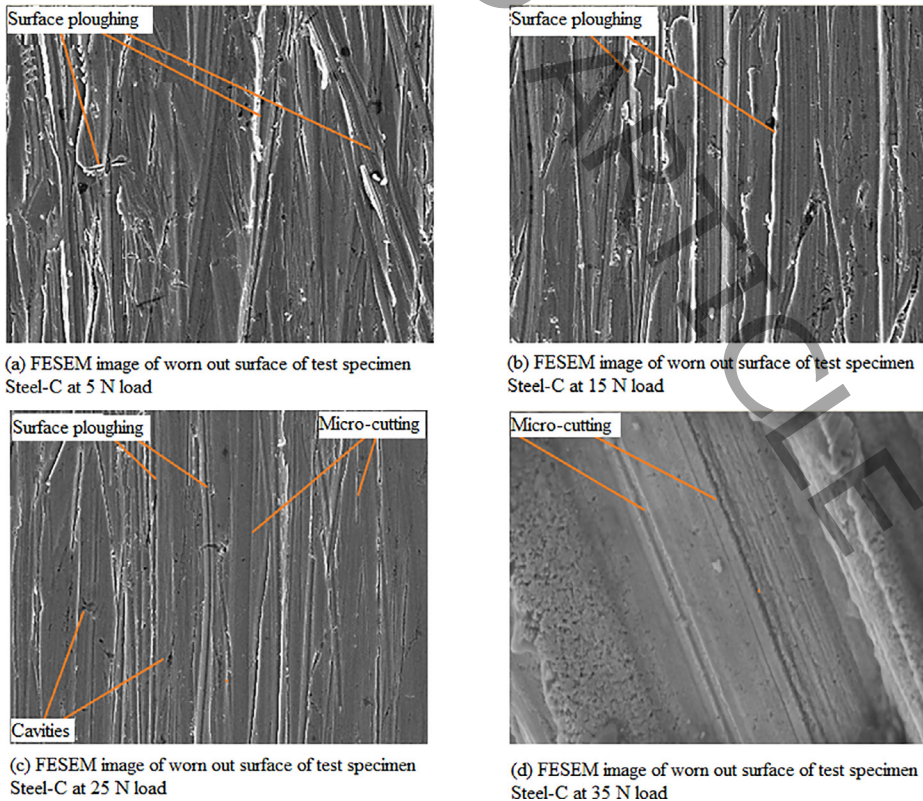 Surface ploughing
Surface ploughing
(a) FESEM image of worn out surface of test specimen
Steel-C at 5 N load
(b) FESEM image of worn out surface of test specimen
Steel-C at 15 N load
Surface ploughing
Micro-cutting
Cavities
Micro-cutting
(c) FESEM image of worn out surface of test specimen
Steel-C at 25 N load
(d) FESEM image of worn out surface of test specimen
Steel-C at 35 N load
ARTICLE